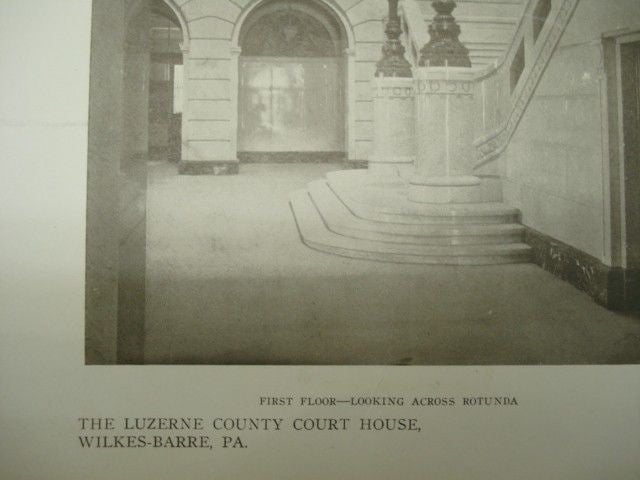 FIRST FLOOR—LOOKING ACROSS ROTUNDA
THE LUZERNE COUNTY COURT HOUSE,
WILKES-BARRE, PA.